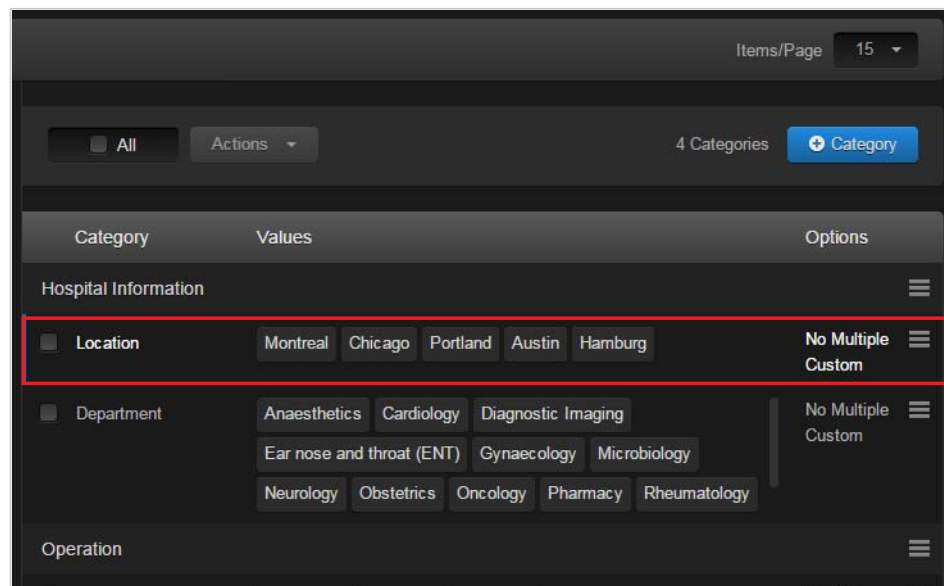 Items/Page 15
All Actions 4 Categories Category
Category Values Options
Hospital Information
Location Montreal Chicago Portland Austin Hamburg No Multiple
Custom
Department Anaesthetics Cardiology Diagnostic Imaging No Multiple
Custom
Ear nose and throat (ENT) Gynaecology Microbiology
Neurology Obstetrics Oncology Pharmacy Rheumatology
Operation